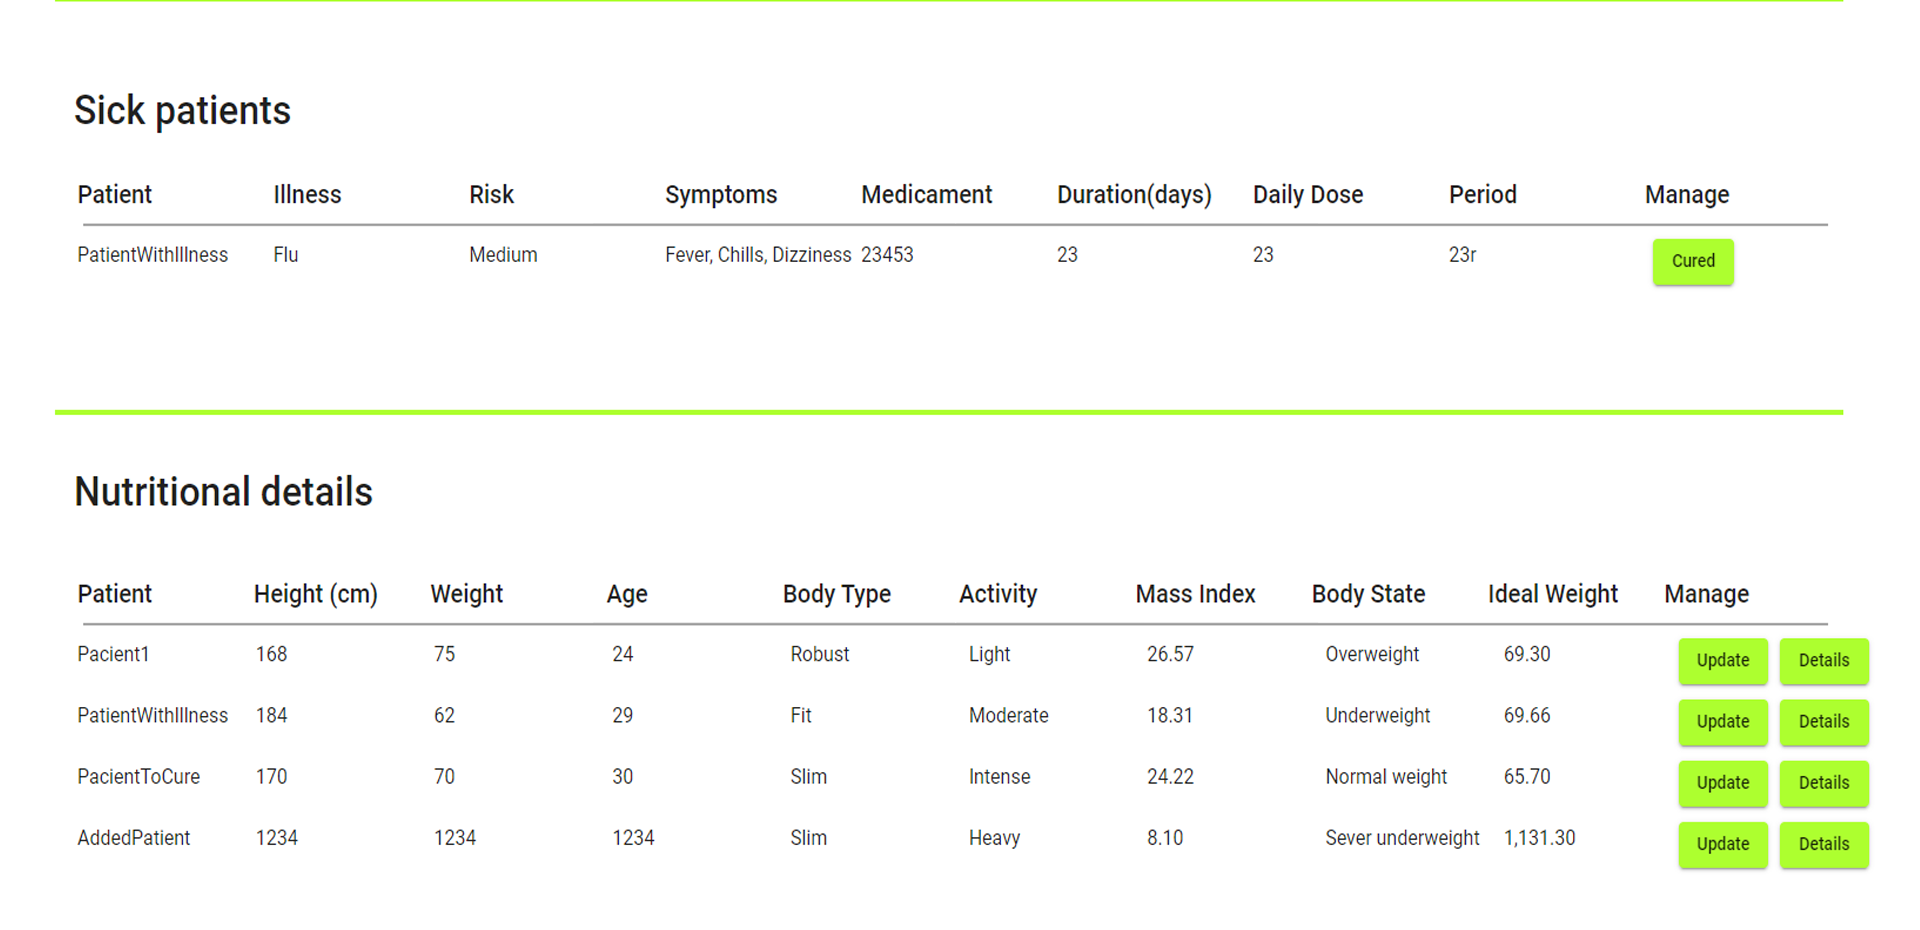 Sick patients
Patient Illness Risk Symptoms Medicament Duration(days) Daily Dose Period Manage
PatientWithIllness Flu Medium Fever, Chills, Dizziness 23453 23 23 23r Cured
Nutritional details
Patient Height (cm) Weight Age Body Type Activity Mass Index Body State Ideal Weight Manage
Pacient1 168 75 24 Robust Light 26.57 Overweight 69.30 Update Details
PatientWithIllness 184 62 29 Fit Moderate 18.31 Underweight 69.66 Update Details
PacientToCure 170 70 30 Slim Intense 24.22 Normal weight 65.70 Update Details
AddedPatient 1234 1234 1234 Slim Heavy 8.10 Sever underweight 1,131.30 Update Details